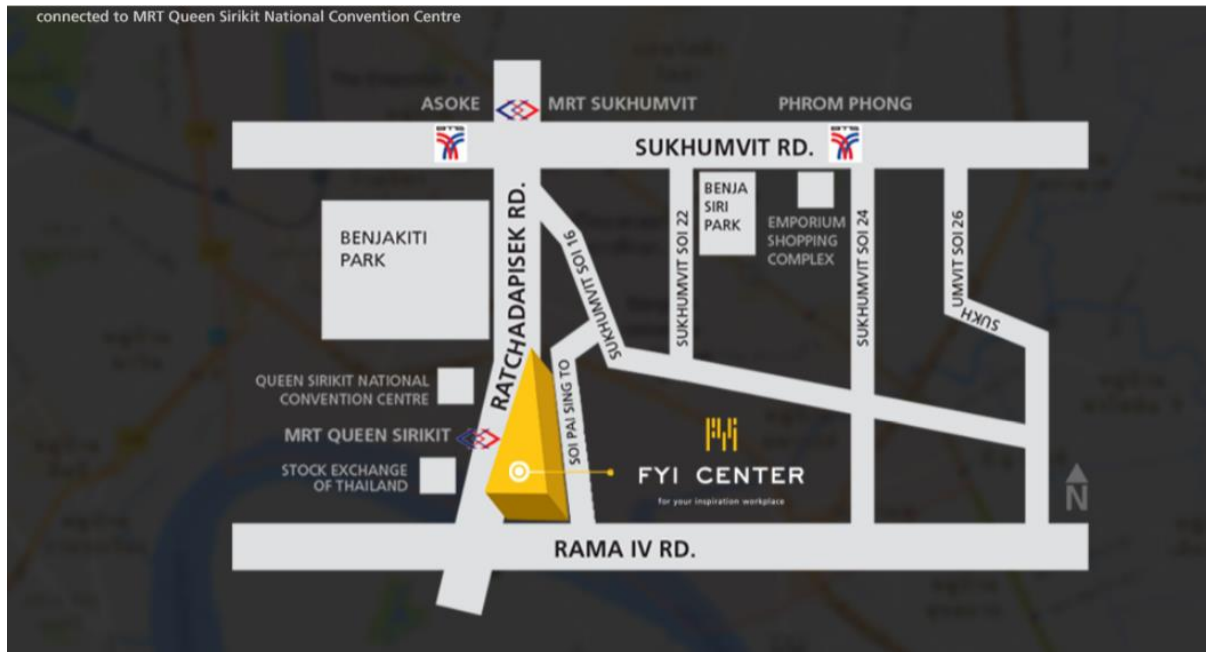 connected to MRT Queen Sirikit National Convention Centre
ASOKE
MRT SUKHUMVIT
PHROM PHONG
BTS
SUKHUMVIT RD.
BTS
BENJAKITI
PARK
RATCHADAPISEK RD.
SUKHUMVIT SOI 16
SUKHUMVIT SOI 22
BENJA
SIRI
PARK
EMPORIUM
SHOPPING
COMPLEX
SUKHUMVIT SOI 24
SUKHUMVIT SOI 26
QUEEN SIRIKIT NATIONAL
CONVENTION CENTRE
MRT QUEEN SIRIKIT
STOCK EXCHANGE
OF THAILAND
SOI PAI SING TO
FYI CENTER
for your inspiration workplace
N
RAMA IV RD.